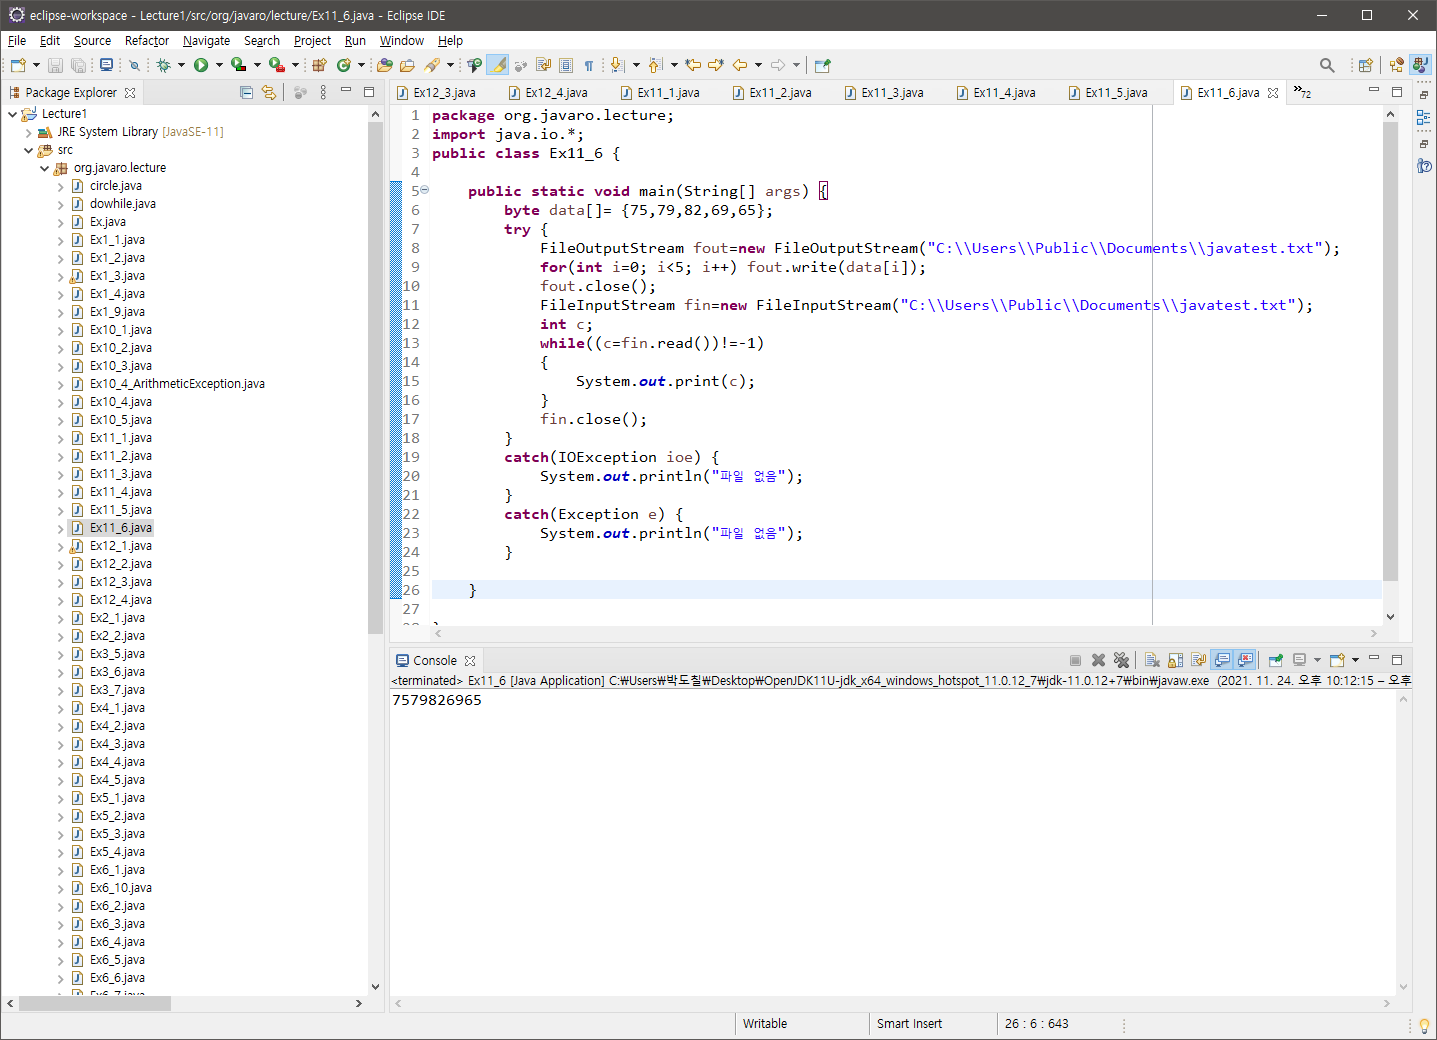 eclipse-workspace - Lecture1/src/org/javaro/lecture/Ex11_6.java - Eclipse IDE
File Edit Source Refactor Navigate Search Project Run Window Help
Package Explorer
Lecture1
JRE System Library [JavaSE-11]
src
org.javaro.lecture
circle.java
dowhile.java
Ex.java
Ex1_1.java
Ex1_2.java
Ex1_3.java
Ex1_4.java
Ex1_9.java
Ex10_1.java
Ex10_2.java
Ex10_3.java
Ex10_4_ArithmeticException.java
Ex10_4.java
Ex10_5.java
Ex11_1.java
Ex11_2.java
Ex11_3.java
Ex11_4.java
Ex11_5.java
Ex11_6.java
Ex12_1.java
Ex12_2.java
Ex12_3.java
Ex12_4.java
Ex2_1.java
Ex2_2.java
Ex3_5.java
Ex3_6.java
Ex3_7.java
Ex4_1.java
Ex4_2.java
Ex4_3.java
Ex4_4.java
Ex4_5.java
Ex5_1.java
Ex5_2.java
Ex5_3.java
Ex5_4.java
Ex6_1.java
Ex6_10.java
Ex6_2.java
Ex6_3.java
Ex6_4.java
Ex6_5.java
Ex6_6.java
Ex6_7.java
Ex12_3.java Ex12_4.java Ex11_1.java Ex11_2.java Ex11_3.java Ex11_4.java Ex11_5.java Ex11_6.java »72
1 package org.javaro.lecture;
2 import java.io.*;
3 public class Ex11_6 {
4
5 public static void main(String[] args) {
6 byte data[]= {75,79,82,69,65};
7 try {
8 FileOutputStream fout=new FileOutputStream("C:\\Users\\Public\\Documents\\javatest.txt");
9 for(int i=0; i<5; i++) fout.write(data[i]);
10 fout.close();
11 FileInputStream fin=new FileInputStream("C:\\Users\\Public\\Documents\\javatest.txt");
12 int c;
13 while((c=fin.read())!=-1)
14 {
15 System.out.print(c);
16 }
17 fin.close();
18 }
19 catch(IOException ioe) {
20 System.out.println("파일 없음");
21 }
22 catch(Exception e) {
23 System.out.println("파일 없음");
24 }
25
26 }
27
28 }
Console
<terminated> Ex11_6 [Java Application] C:₩Users₩박도칠₩Desktop₩OpenJDK11U-jdk_x64_windows_hotspot_11.0.12_7₩jdk-11.0.12+7₩bin₩javaw.exe (2021. 11. 24. 오후 10:12:15 – 오후
7579826965
Writable Smart Insert 26 : 6 : 643